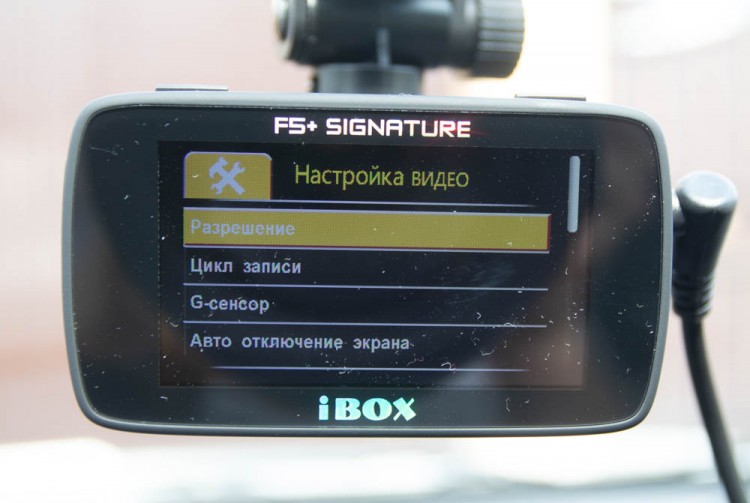 F5+ SIGNATURE
Настройка ВИДЕО
Разрешение
Цикл записи
G-сенсор
Авто отключение экрана
iBOX